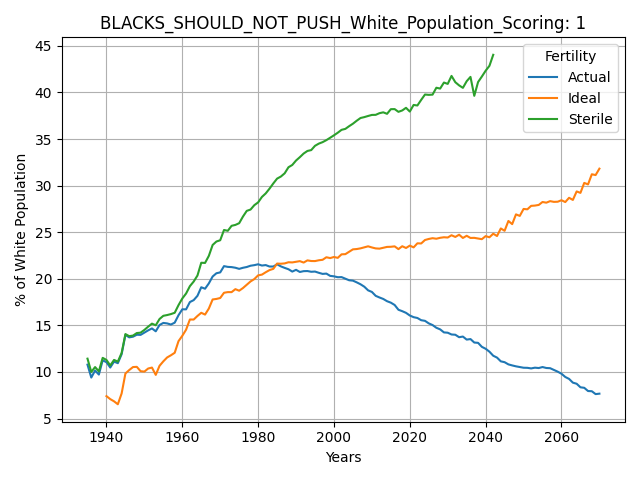 BLACKS_SHOULD_NOT_PUSH_White_Population_Scoring: 1
% of White Population
45
40
35
30
25
20
15
10
5
Fertility
Actual
Ideal
Sterile
1940 1960 1980 2000 2020 2040 2060
Years